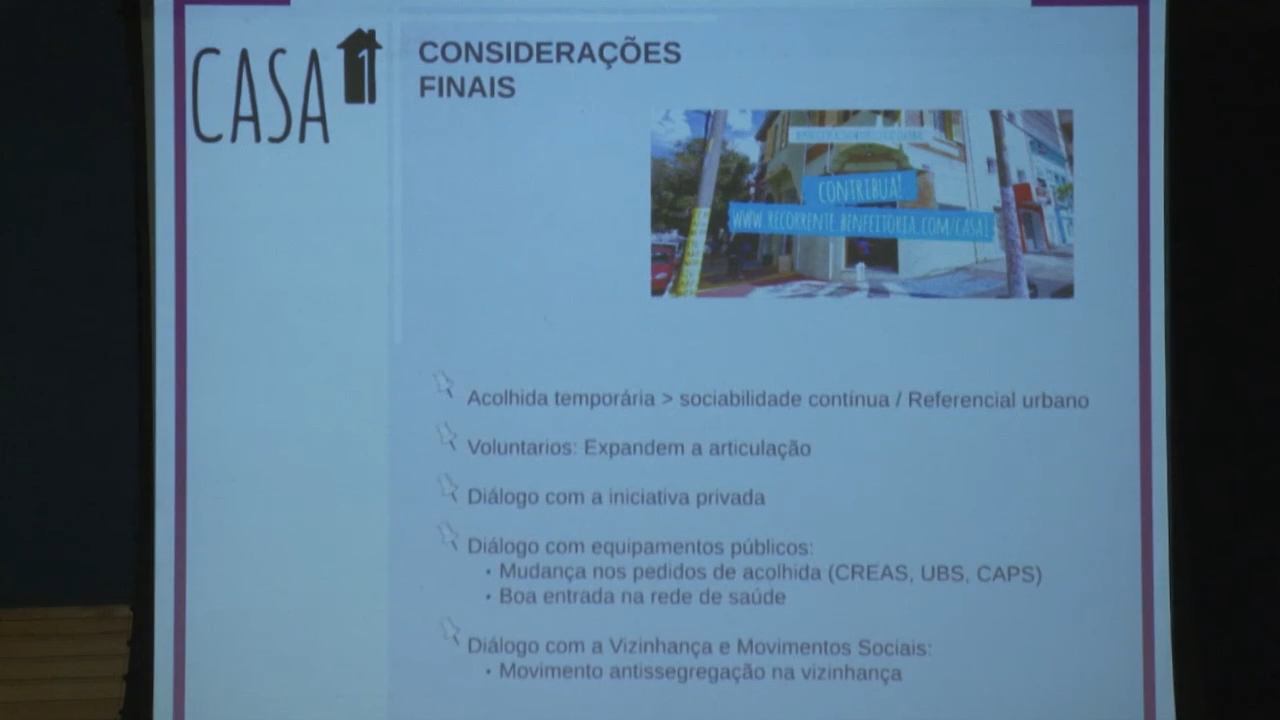 CASA 1
CONSIDERAÇÕES
FINAIS
CONTRIBUA!
WWW.RECORRENTE.BENFEITORIA.COM/CASA1
Acolhida temporária > sociabilidade contínua / Referencial urbano
Voluntarios: Expandem a articulação
Diálogo com a iniciativa privada
Diálogo com equipamentos públicos:
• Mudança nos pedidos de acolhida (CREAS, UBS, CAPS)
• Boa entrada na rede de saúde
Diálogo com a Vizinhança e Movimentos Sociais:
• Movimento antissegregação na vizinhança